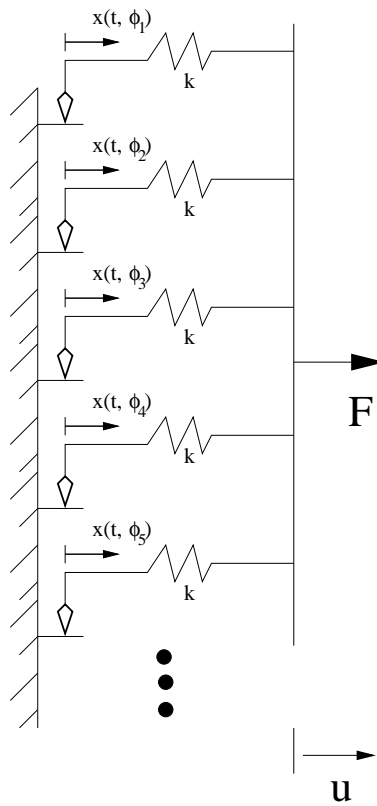 x(t, ϕ₁)
k
x(t, ϕ₂)
k
x(t, ϕ₃)
k
F
x(t, ϕ₄)
k
x(t, ϕ₅)
k
u